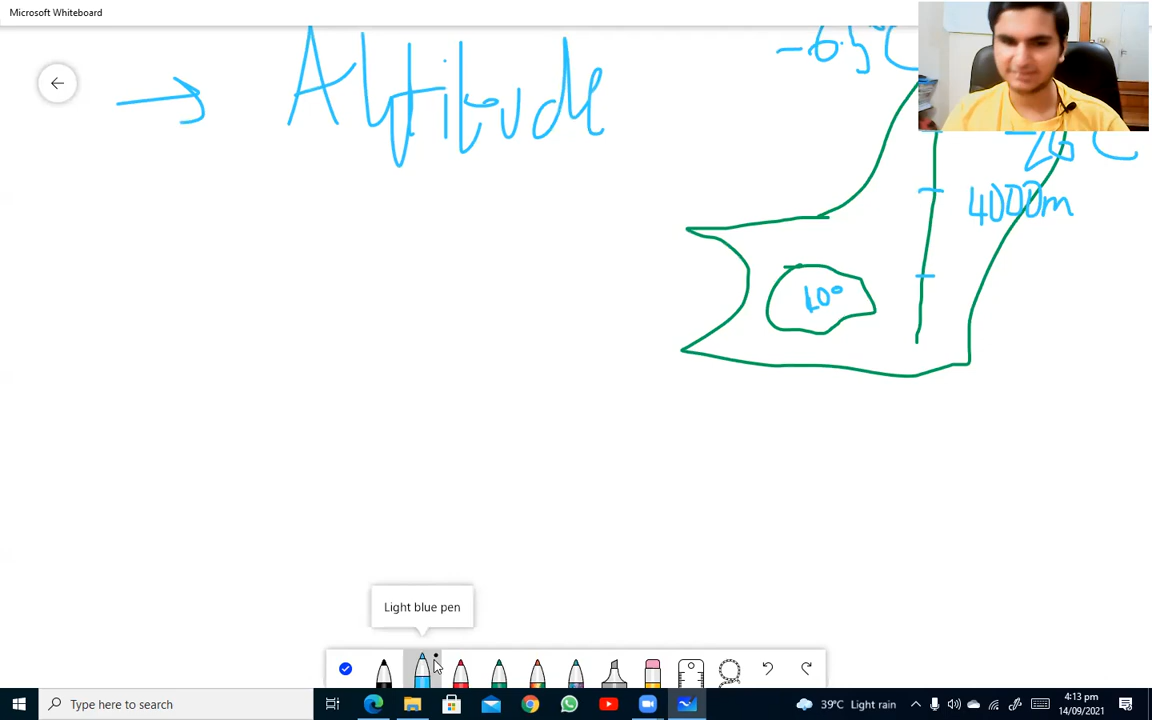 Microsoft Whiteboard
-6.5°C
→ Altitude
-26°C
4000m
10°
Light blue pen
Type here to search
39°C Light rain
4:13 pm
14/09/2021